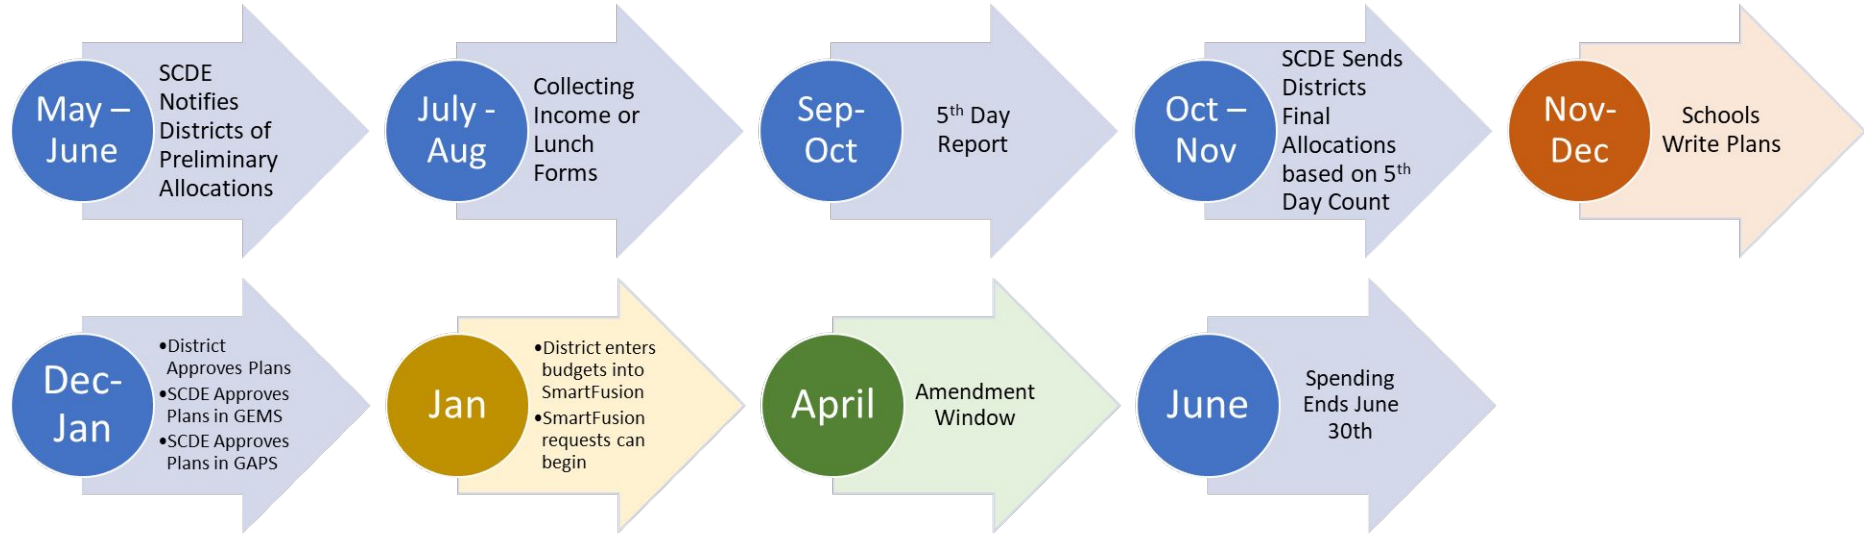 May –
June
SCDE
Notifies
Districts of
Preliminary
Allocations
July -
Aug
Collecting
Income or
Lunch
Forms
Sep-
Oct
5th Day
Report
Oct –
Nov
SCDE Sends
Districts
Final
Allocations
based on 5th
Day Count
Nov-
Dec
Schools
Write Plans
Dec-
Jan
•District
Approves Plans
•SCDE Approves
Plans in GEMS
•SCDE Approves
Plans in GAPS
Jan
•District enters
budgets into
SmartFusion
•SmartFusion
requests can
begin
April
Amendment
Window
June
Spending
Ends June
30th